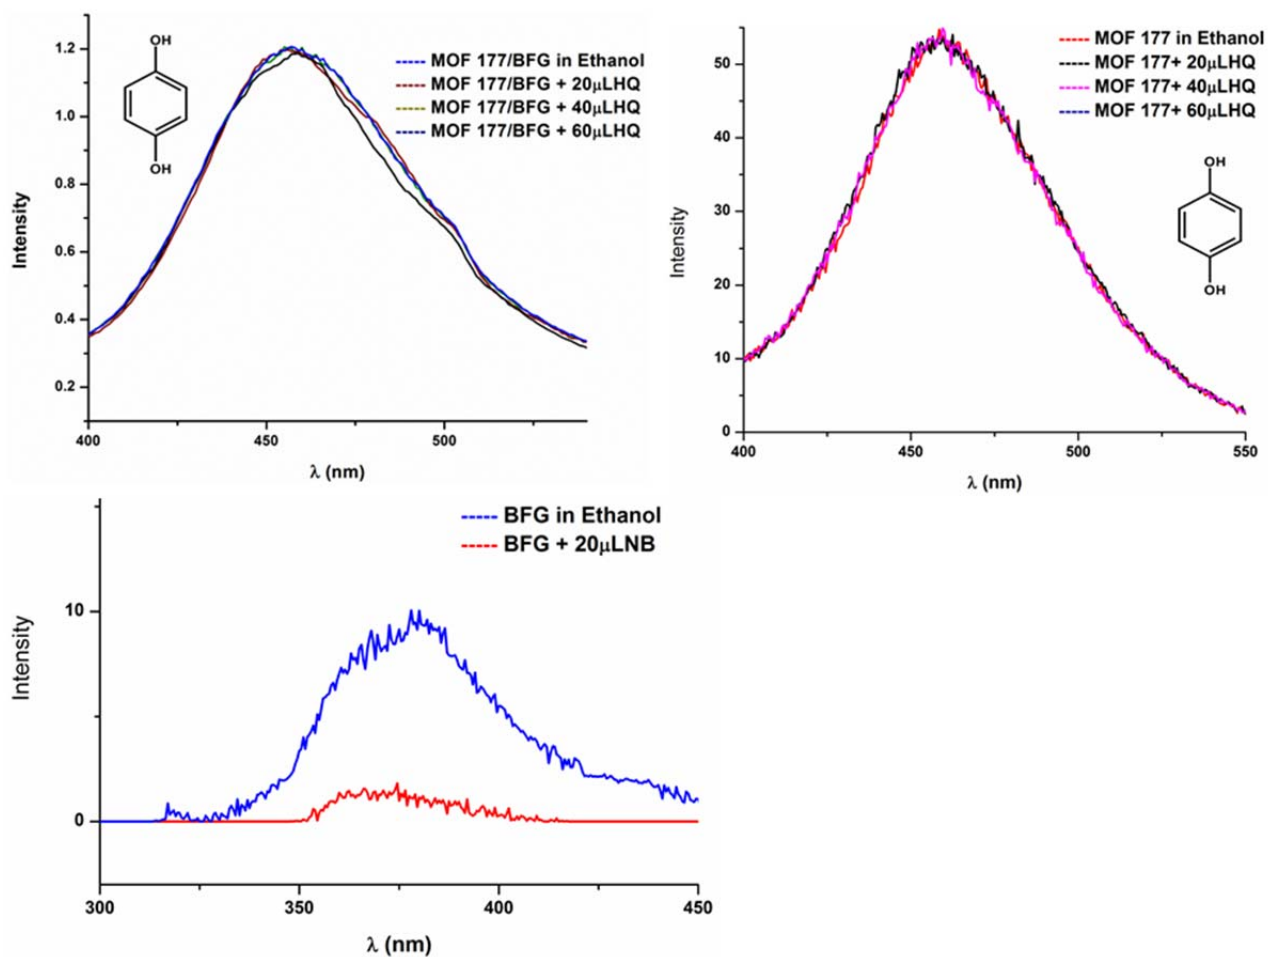 OH
OH
MOF 177/BFG in Ethanol
MOF 177/BFG + 20μLHQ
MOF 177/BFG + 40μLHQ
MOF 177/BFG + 60μLHQ
Intensity
1.2
1.0
0.8
0.6
0.4
0.2
400
450
500
λ (nm)
MOF 177 in Ethanol
MOF 177+ 20μLHQ
MOF 177+ 40μLHQ
MOF 177+ 60μLHQ
OH
OH
Intensity
50
40
30
20
10
0
400
450
500
550
λ (nm)
BFG in Ethanol
BFG + 20μLNB
Intensity
10
0
300
350
400
450
λ (nm)